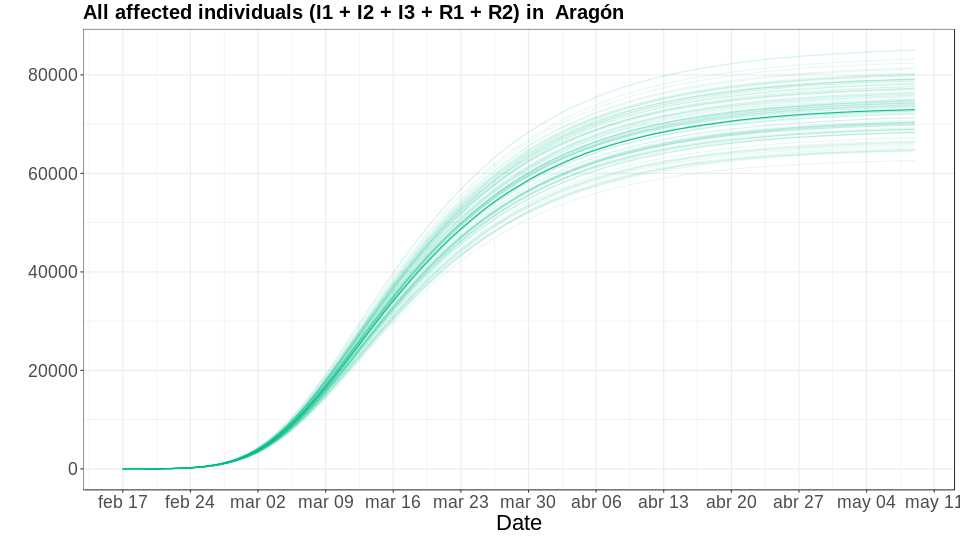 All affected individuals (I1 + I2 + I3 + R1 + R2) in  Aragón
80000
60000
40000
20000
0
feb 17 feb 24 mar 02 mar 09 mar 16 mar 23 mar 30 abr 06 abr 13 abr 20 abr 27 may 04 may 11
Date